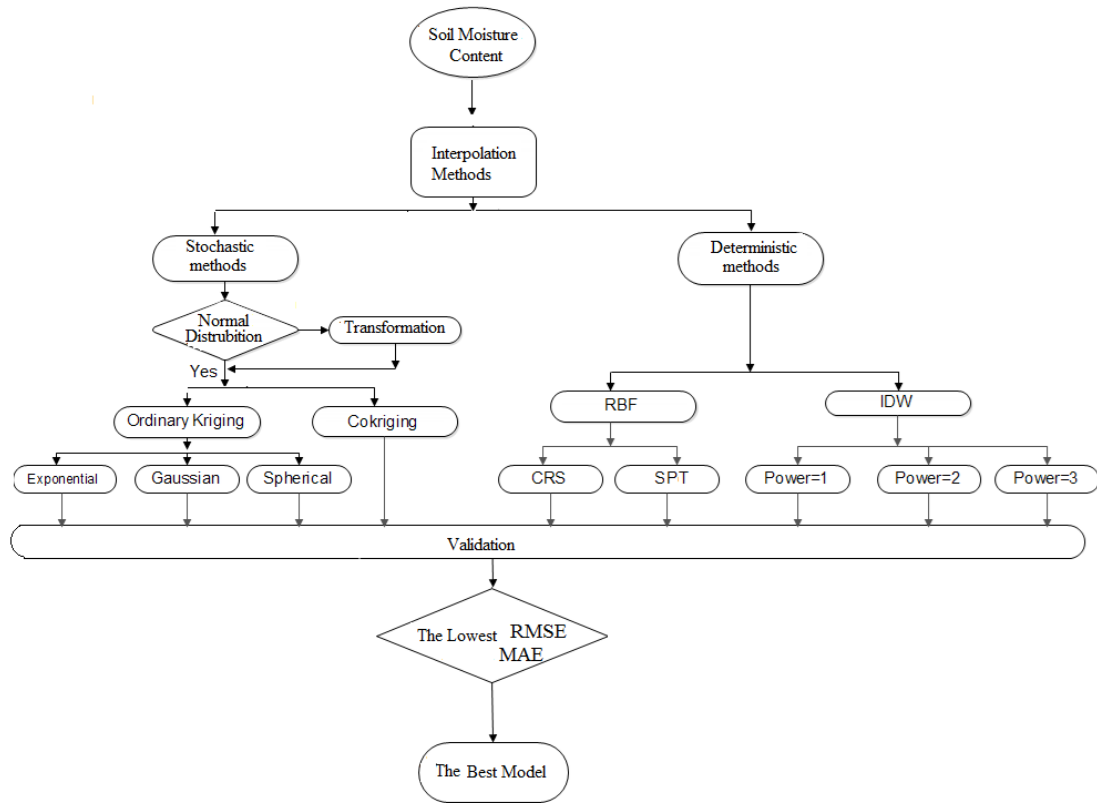 Soil Moisture
Content
Interpolation
Methods
Stochastic
methods
Deterministic
methods
Normal
Distrubition
Transformation
Yes
Ordinary Kriging
Cokriging
RBF
IDW
Exponential
Gaussian
Spherical
CRS
SPT
Power=1
Power=2
Power=3
Validation
The Lowest RMSE
MAE
The Best Model